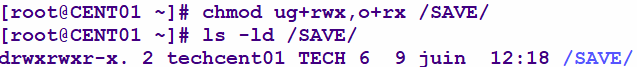 [root@CENT01 ~]# chmod ug+rwx,o+rx /SAVE/
[root@CENT01 ~]# ls -ld /SAVE/
drwxrwxr-x. 2 techcent01 TECH 6  9 juin  12:18 /SAVE/